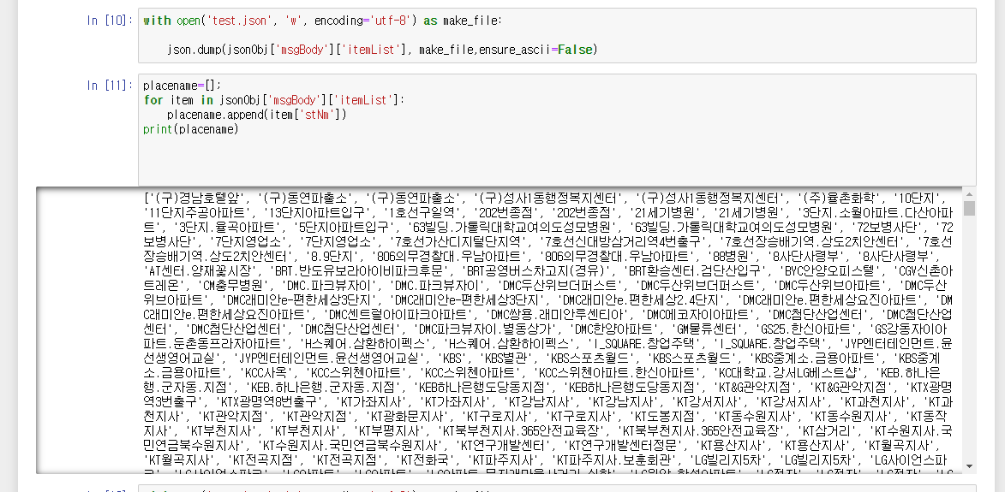 In [10]: with open('test.json', 'w', encoding='utf-8') as make_file:
json.dump(jsonObj['msgBody']['itemList'], make_file,ensure_ascii=False)
In [11]: placename=[];
for item in jsonObj['msgBody']['itemList']:
placename.append(item['stNm'])
print(placename)
['(구)경남호텔앞', '(구)동연파출소', '(구)동연파출소', '(구)성사1동행정복지센터', '(구)성사1동행정복지센터', '(주)율촌화학', '10단지',
'11단지주공아파트', '13단지아파트입구', '1호선구일역', '202번종점', '202번종점', '21세기병원', '21세기병원', '3단지.소월아파트.다산아파
트', '3단지.율곡아파트', '5단지아파트입구', '63빌딩.가톨릭대학교여의도성모병원', '63빌딩.가톨릭대학교여의도성모병원', '72보병사단', '72
보병사단', '7단지영업소', '7단지영업소', '7호선가산디지털단지역', '7호선신대방삼거리역4번출구', '7호선장승배기역.상도2치안센터', '7호선
장승배기역.상도2치안센터', '8.9단지', '806의무경찰대.우남아파트', '806의무경찰대.우남아파트', '88병원', '8사단사령부', '8사단사령부',
'AT센터.양재꽃시장', 'BRT.반도유보라아이비파크후문', 'BRT공영버스차고지(경유)', 'BRT환승센터.검단산입구', 'BYC안양오피스텔', 'CGV신촌아
트레온', 'CM충무병원', 'DMC.파크뷰자이', 'DMC.파크뷰자이', 'DMC두산위브더퍼스트', 'DMC두산위브더퍼스트', 'DMC두산위브아파트', 'DMC두산
위브아파트', 'DMC래미안e-편한세상3단지', 'DMC래미안e-편한세상3단지', 'DMC래미안e.편한세상2.4단지', 'DMC래미안e.편한세상요진아파트', 'DM
C래미안e.편한세상요진아파트', 'DMC센트럴아이파크아파트', 'DMC쌍용.래미안루센티아', 'DMC에코자이아파트', 'DMC첨단산업센터', 'DMC첨단산업
센터', 'DMC첨단산업센터', 'DMC첨단산업센터', 'DMC파크뷰자이.별동상가', 'DMC한양아파트', 'GM물류센터', 'GS25.한신아파트', 'GS강동자이아
파트.둔촌동프라자아파트', 'H스퀘어.삼환하이펙스', 'H스퀘어.삼환하이펙스', 'I_SQUARE.창업주택', 'I_SQUARE.창업주택', 'JYP엔터테인먼트.윤
선생영어교실', 'JYP엔터테인먼트.윤선생영어교실', 'KBS', 'KBS별관', 'KBS스포츠월드', 'KBS스포츠월드', 'KBS중계소.금용아파트', 'KBS중계
소.금용아파트', 'KCC사옥', 'KCC스위첸아파트', 'KCC스위첸아파트', 'KCC스위첸아파트.한신아파트', 'KC대학교.강서LG베스트샵', 'KEB.하나은
행.군자동.지점', 'KEB.하나은행.군자동.지점', 'KEB하나은행도당동지점', 'KEB하나은행도당동지점', 'KT&G관악지점', 'KT&G관악지점', 'KTX광명
역3번출구', 'KTX광명역8번출구', 'KT가좌지사', 'KT가좌지사', 'KT강남지사', 'KT강남지사', 'KT강서지사', 'KT강서지사', 'KT과천지사', 'KT과
천지사', 'KT관악지점', 'KT관악지점', 'KT광화문지사', 'KT구로지사', 'KT구로지사', 'KT도봉지점', 'KT동수원지사', 'KT동수원지사', 'KT동작
지사', 'KT부천지사', 'KT부천지사', 'KT부평지사', 'KT북부천지사.365안전교육장', 'KT북부천지사.365안전교육장', 'KT삼거리', 'KT수원지사.국
민연금북수원지사', 'KT수원지사.국민연금북수원지사', 'KT연구개발센터', 'KT연구개발센터정문', 'KT용산지사', 'KT용산지사', 'KT월곡지사',
'KT월곡지사', 'KT전곡지점', 'KT전곡지점', 'KT전화국', 'KT파주지사', 'KT파주지사.보훈회관', 'LG빌리지5차', 'LG빌리지5차', 'LG사이언스파